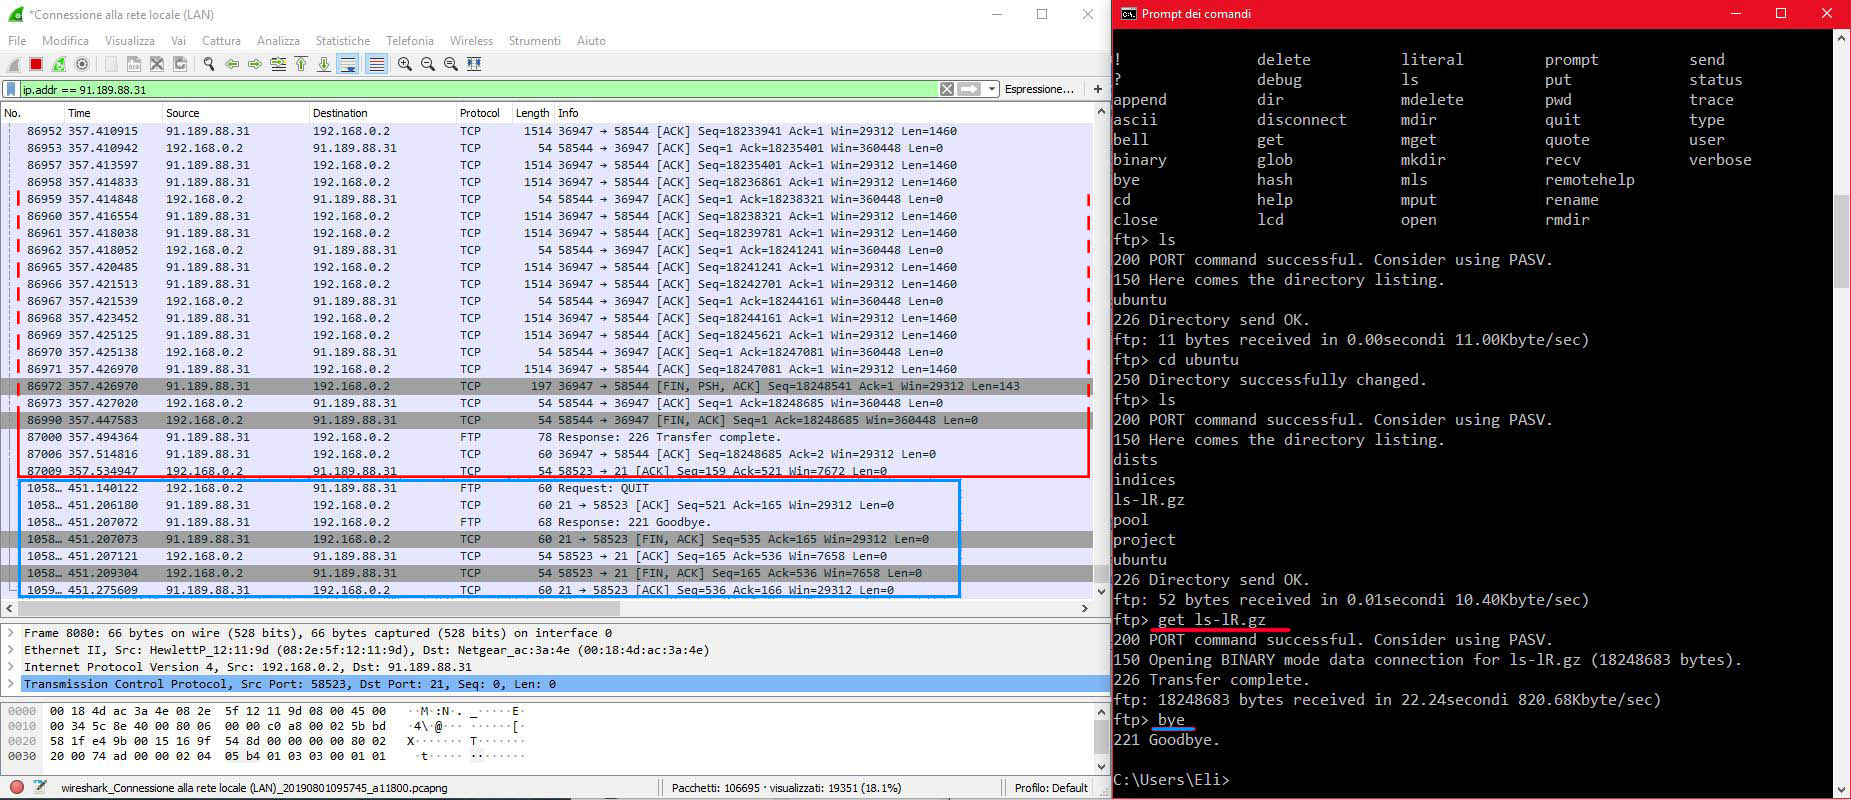 *Connessione alla rete locale (LAN)
File Modifica Visualizza Vai Cattura Analizza Statistiche Telefonia Wireless Strumenti Aiuto
ip.addr == 91.189.88.31 Espressione... +
No. Time Source Destination Protocol Length Info
86952 357.410915 91.189.88.31 192.168.0.2 TCP 1514 36947 → 58544 [ACK] Seq=18233941 Ack=1 Win=29312 Len=1460
86953 357.410942 192.168.0.2 91.189.88.31 TCP 54 58544 → 36947 [ACK] Seq=1 Ack=18235401 Win=360448 Len=0
86957 357.413597 91.189.88.31 192.168.0.2 TCP 1514 36947 → 58544 [ACK] Seq=18235401 Ack=1 Win=29312 Len=1460
86958 357.414833 91.189.88.31 192.168.0.2 TCP 1514 36947 → 58544 [ACK] Seq=18236861 Ack=1 Win=29312 Len=1460
86959 357.414848 192.168.0.2 91.189.88.31 TCP 54 58544 → 36947 [ACK] Seq=1 Ack=18238321 Win=360448 Len=0
86960 357.416554 91.189.88.31 192.168.0.2 TCP 1514 36947 → 58544 [ACK] Seq=18238321 Ack=1 Win=29312 Len=1460
86961 357.418038 91.189.88.31 192.168.0.2 TCP 1514 36947 → 58544 [ACK] Seq=18239781 Ack=1 Win=29312 Len=1460
86962 357.418052 192.168.0.2 91.189.88.31 TCP 54 58544 → 36947 [ACK] Seq=1 Ack=18241241 Win=360448 Len=0
86965 357.420485 91.189.88.31 192.168.0.2 TCP 1514 36947 → 58544 [ACK] Seq=18241241 Ack=1 Win=29312 Len=1460
86966 357.421513 91.189.88.31 192.168.0.2 TCP 1514 36947 → 58544 [ACK] Seq=18242701 Ack=1 Win=29312 Len=1460
86967 357.421539 192.168.0.2 91.189.88.31 TCP 54 58544 → 36947 [ACK] Seq=1 Ack=18244161 Win=360448 Len=0
86968 357.423452 91.189.88.31 192.168.0.2 TCP 1514 36947 → 58544 [ACK] Seq=18244161 Ack=1 Win=29312 Len=1460
86969 357.425125 91.189.88.31 192.168.0.2 TCP 1514 36947 → 58544 [ACK] Seq=18245621 Ack=1 Win=29312 Len=1460
86970 357.425138 192.168.0.2 91.189.88.31 TCP 54 58544 → 36947 [ACK] Seq=1 Ack=18247081 Win=360448 Len=0
86971 357.426970 91.189.88.31 192.168.0.2 TCP 1514 36947 → 58544 [ACK] Seq=18247081 Ack=1 Win=29312 Len=1460
86972 357.426970 91.189.88.31 192.168.0.2 TCP 197 36947 → 58544 [FIN, PSH, ACK] Seq=18248541 Ack=1 Win=29312 Len=143
86973 357.427020 192.168.0.2 91.189.88.31 TCP 54 58544 → 36947 [ACK] Seq=1 Ack=18248685 Win=360448 Len=0
86990 357.447583 192.168.0.2 91.189.88.31 TCP 54 58544 → 36947 [FIN, ACK] Seq=1 Ack=18248685 Win=360448 Len=0
87000 357.494364 91.189.88.31 192.168.0.2 FTP 78 Response: 226 Transfer complete.
87006 357.514816 91.189.88.31 192.168.0.2 TCP 60 36947 → 58544 [ACK] Seq=18248685 Ack=2 Win=29312 Len=0
87009 357.534947 192.168.0.2 91.189.88.31 TCP 54 58523 → 21 [ACK] Seq=159 Ack=521 Win=7672 Len=0
1058… 451.140122 192.168.0.2 91.189.88.31 FTP 60 Request: QUIT
1058… 451.206180 91.189.88.31 192.168.0.2 TCP 60 21 → 58523 [ACK] Seq=521 Ack=165 Win=29312 Len=0
1058… 451.207072 91.189.88.31 192.168.0.2 FTP 68 Response: 221 Goodbye.
1058… 451.207073 91.189.88.31 192.168.0.2 TCP 60 21 → 58523 [FIN, ACK] Seq=535 Ack=165 Win=29312 Len=0
1058… 451.207121 192.168.0.2 91.189.88.31 TCP 54 58523 → 21 [ACK] Seq=165 Ack=536 Win=7658 Len=0
1058… 451.209304 192.168.0.2 91.189.88.31 TCP 54 58523 → 21 [FIN, ACK] Seq=165 Ack=536 Win=7658 Len=0
1059… 451.275609 91.189.88.31 192.168.0.2 TCP 60 21 → 58523 [ACK] Seq=536 Ack=166 Win=29312 Len=0
Frame 8080: 66 bytes on wire (528 bits), 66 bytes captured (528 bits) on interface 0
Ethernet II, Src: HewlettP_12:11:9d (08:2e:5f:12:11:9d), Dst: Netgear_ac:3a:4e (00:18:4d:ac:3a:4e)
Internet Protocol Version 4, Src: 192.168.0.2, Dst: 91.189.88.31
Transmission Control Protocol, Src Port: 58523, Dst Port: 21, Seq: 0, Len: 0
0000 00 18 4d ac 3a 4e 08 2e 5f 12 11 9d 08 00 45 00 ··M·:N·. _·····E·
0010 00 34 5c 8e 40 00 80 06 00 00 c0 a8 00 02 5b bd ·4\·@··· ······[·
0020 58 1f e4 9b 00 15 16 9f 54 8d 00 00 00 00 80 02 X······· T·······
0030 20 00 74 ad 00 00 02 04 05 b4 01 03 03 00 01 01 ·t····· ········
wireshark_Connessione alla rete locale (LAN)_20190801095745_a11800.pcapng Pacchetti: 106695 · visualizzati: 19351 (18.1%) Profilo: Default
Prompt dei comandi
! delete literal prompt send
? debug ls put status
append dir mdelete pwd trace
ascii disconnect mdir quit type
bell get mget quote user
binary glob mkdir recv verbose
bye hash mls remotehelp
cd help mput rename
close lcd open rmdir
ftp> ls
200 PORT command successful. Consider using PASV.
150 Here comes the directory listing.
ubuntu
226 Directory send OK.
ftp: 11 bytes received in 0.00secondi 11.00Kbyte/sec)
ftp> cd ubuntu
250 Directory successfully changed.
ftp> ls
200 PORT command successful. Consider using PASV.
150 Here comes the directory listing.
dists
indices
ls-lR.gz
pool
project
ubuntu
226 Directory send OK.
ftp: 52 bytes received in 0.01secondi 10.40Kbyte/sec)
ftp> get ls-lR.gz
200 PORT command successful. Consider using PASV.
150 Opening BINARY mode data connection for ls-lR.gz (18248683 bytes).
226 Transfer complete.
ftp: 18248683 bytes received in 22.24secondi 820.68Kbyte/sec)
ftp> bye
221 Goodbye.
C:\Users\Eli>